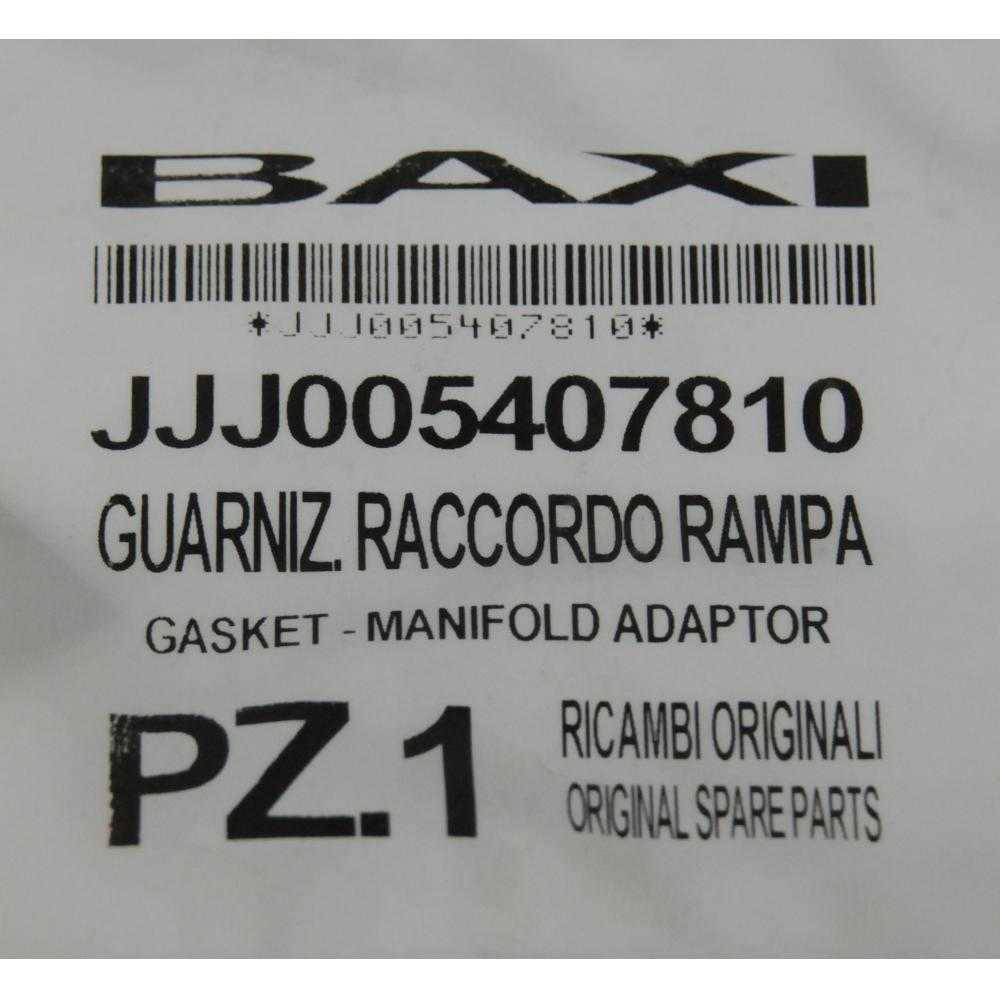 BAXI
*JJJ005407810*
JJJ005407810
GUARNIZ. RACCORDO RAMPA
GASKET - MANIFOLD ADAPTOR
PZ.1
RICAMBI ORIGINALI
ORIGINAL SPARE PARTS